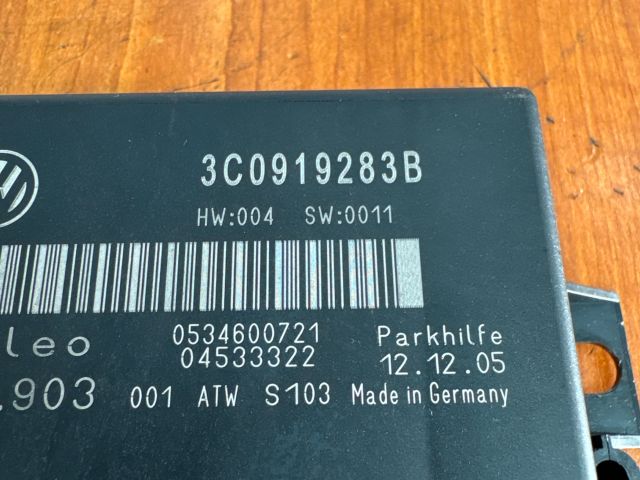 3C0919283B
HW:004 SW:0011
0534600721 Parkhilfe
leo 04533322 12.12.05
.903 001 ATW S103 Made in Germany